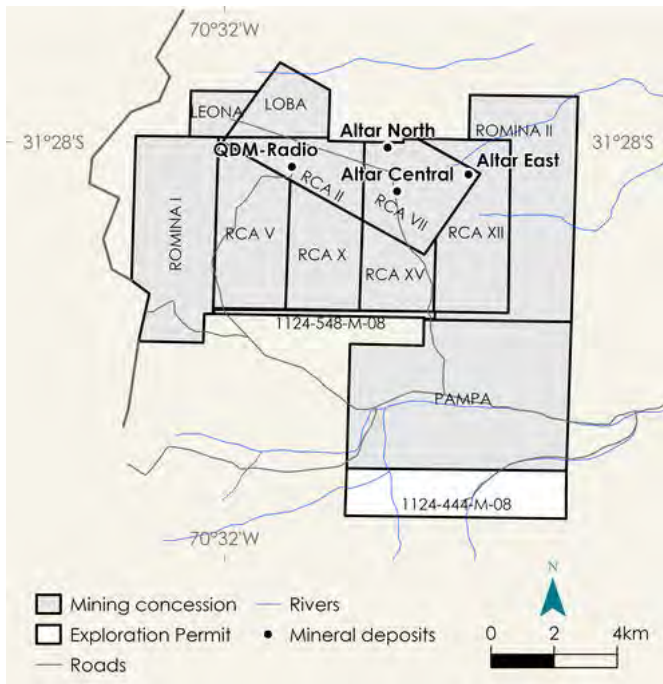 70°32'W
LEONA
LOBA
31°28'S
Altar North
ROMINA II
31°28'S
QDM-Radio
Altar East
RCA II
Altar Central
RCA VII
ROMINA I
RCA V
RCA X
RCA XII
RCA XV
1124-548-M-08
PAMPA
1124-444-M-08
70°32'W
N
Mining concession
Rivers
Exploration Permit
Mineral deposits
Roads
0 2 4km